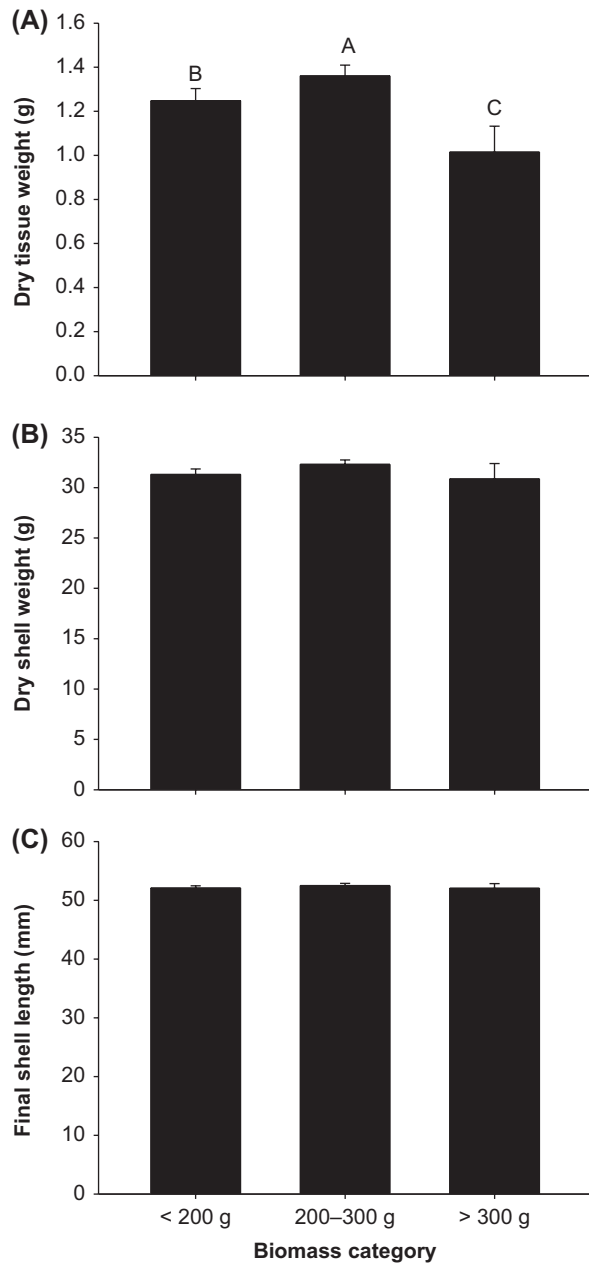 (A)
Dry tissue weight (g)
1.6
1.4
1.2
1.0
0.8
0.6
0.4
0.2
0.0
B
A
C
(B)
Dry shell weight (g)
35
30
25
20
15
10
5
0
(C)
Final shell length (mm)
60
50
40
30
20
10
0
< 200 g 200–300 g > 300 g
Biomass category